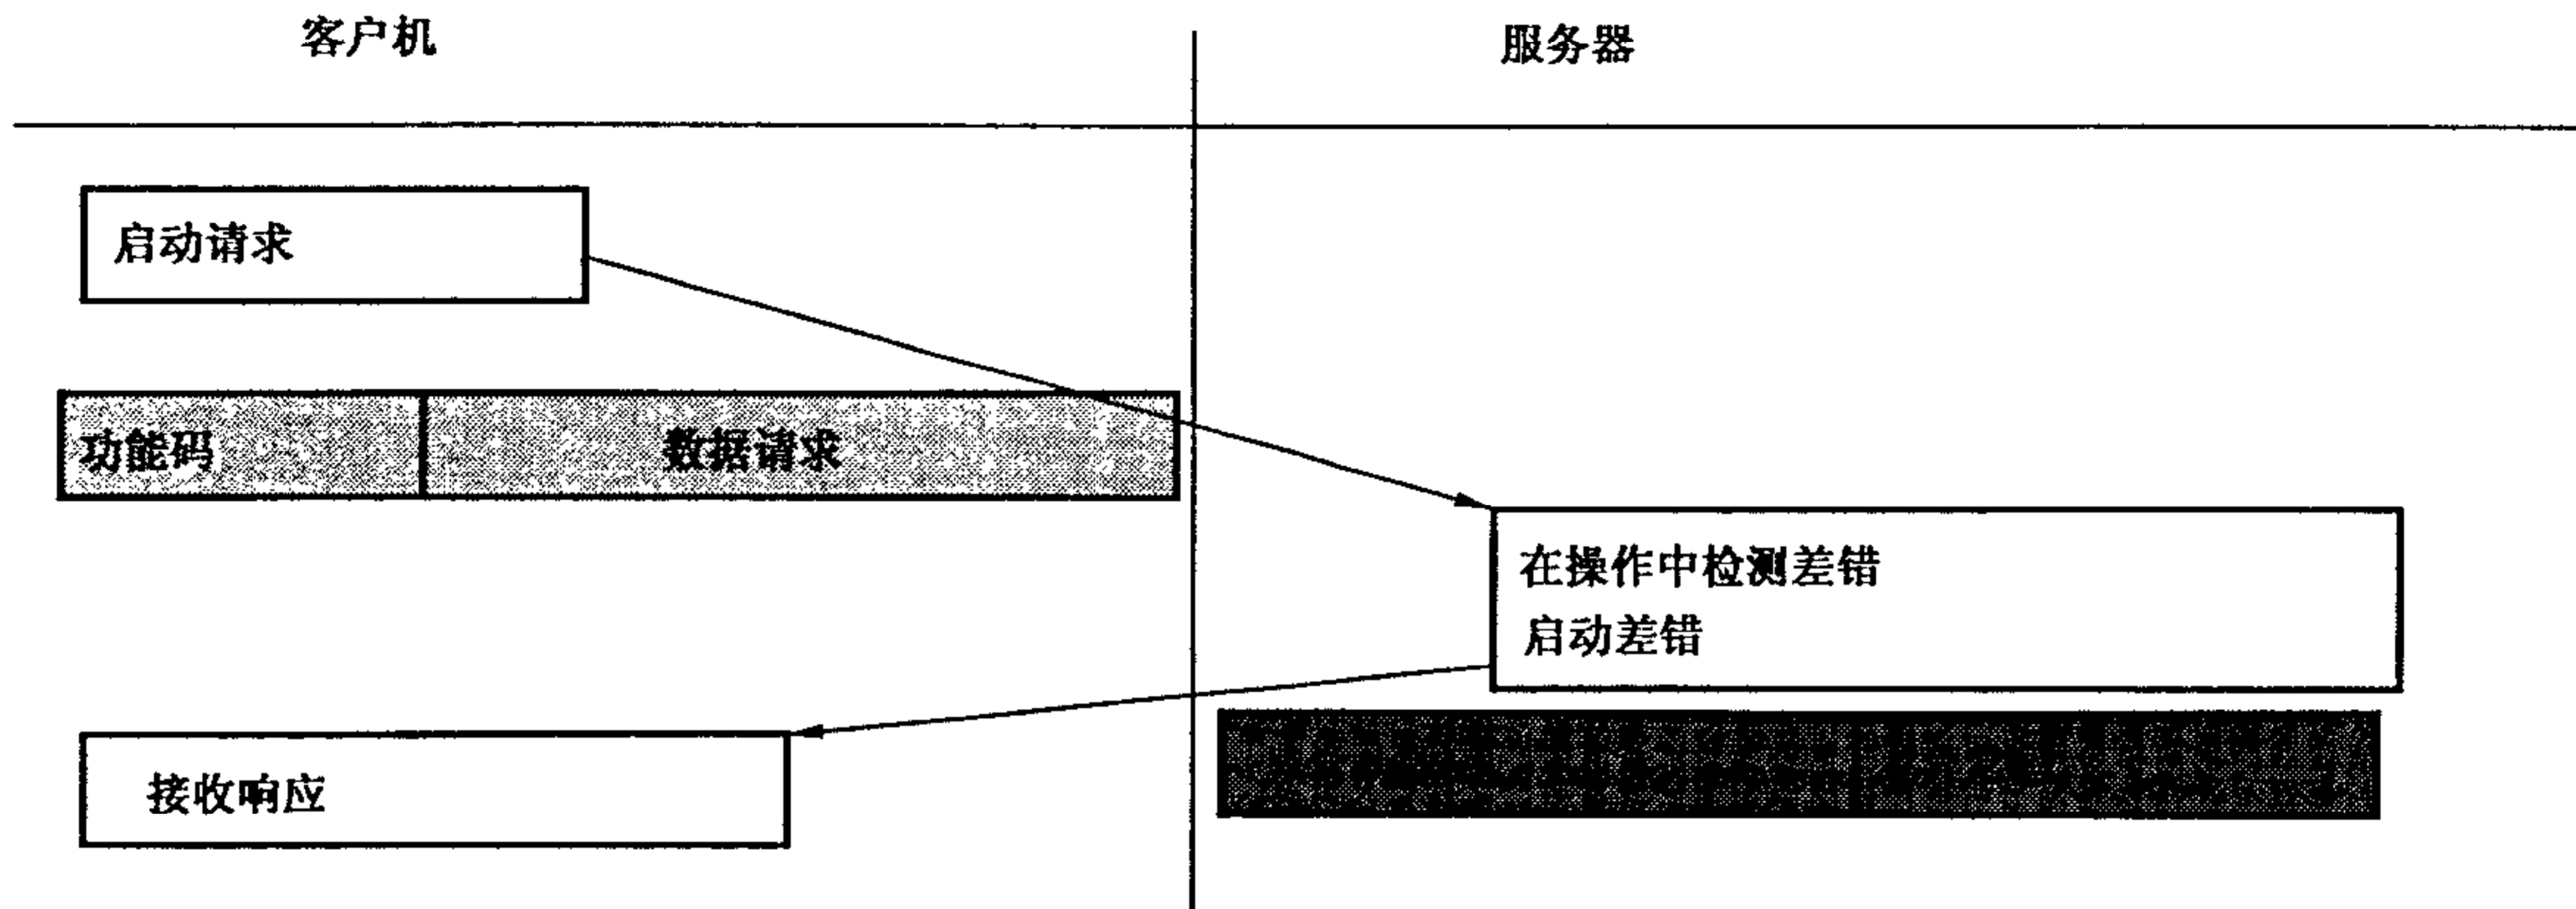 客户机
服务器
启动请求
功能码
数据请求
在操作中检测差错
启动差错
接收响应